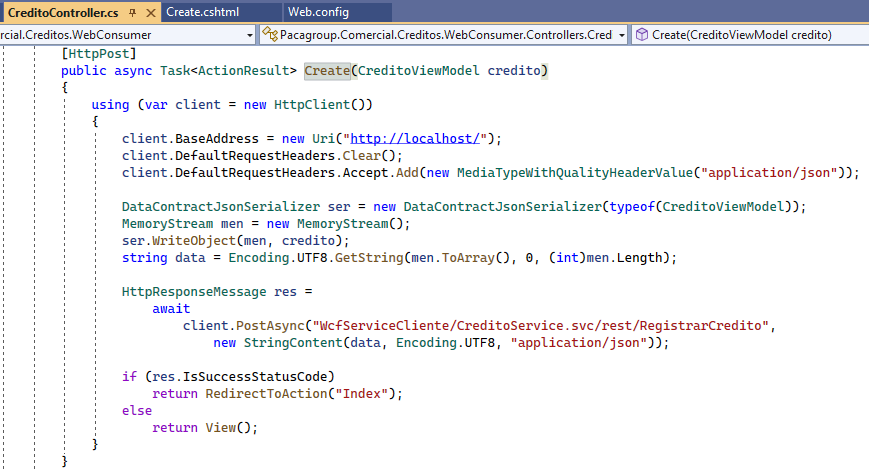 CreditoController.cs Create.cshtml Web.config
rcial.Creditos.WebConsumer Pacagroup.Comercial.Creditos.WebConsumer.Controllers.Cred Create(CreditoViewModel credito)
[HttpPost]
public async Task<ActionResult> Create(CreditoViewModel credito)
{
using (var client = new HttpClient())
{
client.BaseAddress = new Uri("http://localhost/");
client.DefaultRequestHeaders.Clear();
client.DefaultRequestHeaders.Accept.Add(new MediaTypeWithQualityHeaderValue("application/json"));
DataContractJsonSerializer ser = new DataContractJsonSerializer(typeof(CreditoViewModel));
MemoryStream men = new MemoryStream();
ser.WriteObject(men, credito);
string data = Encoding.UTF8.GetString(men.ToArray(), 0, (int)men.Length);
HttpResponseMessage res =
await
client.PostAsync("WcfServiceCliente/CreditoService.svc/rest/RegistrarCredito",
new StringContent(data, Encoding.UTF8, "application/json"));
if (res.IsSuccessStatusCode)
return RedirectToAction("Index");
else
return View();
}
}